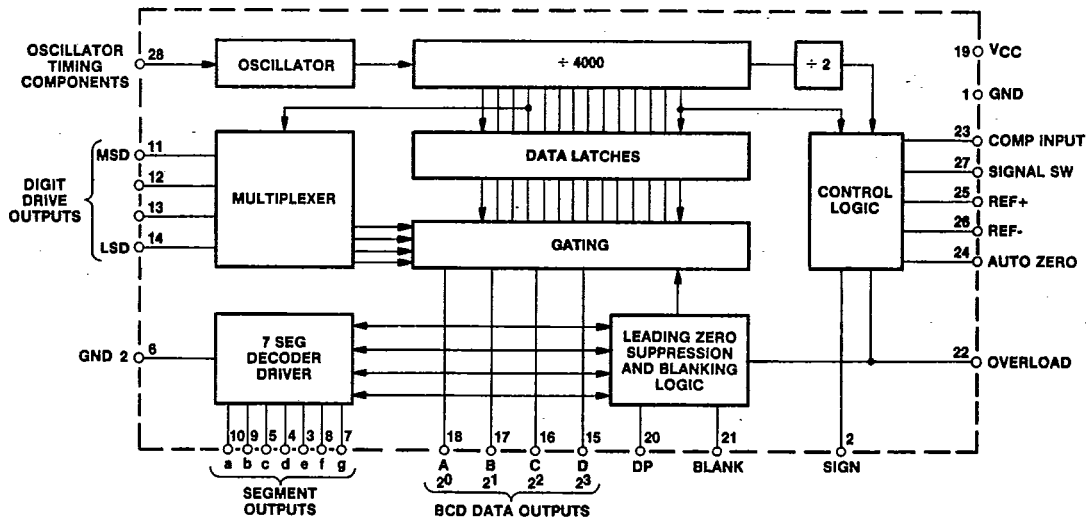 OSCILLATOR
TIMING
COMPONENTS
28
OSCILLATOR
÷ 4000
÷ 2
19
VCC
1
GND
DIGIT
DRIVE
OUTPUTS
MSD
11
12
13
LSD
14
MULTIPLEXER
DATA LATCHES
GATING
CONTROL
LOGIC
23
COMP INPUT
27
SIGNAL SW
25
REF+
26
REF-
24
AUTO ZERO
GND 2
6
7 SEG
DECODER
DRIVER
LEADING ZERO
SUPPRESSION
AND BLANKING
LOGIC
22
OVERLOAD
10 9 5 4 3 8 7
a b c d e f g
SEGMENT
OUTPUTS
18 17 16 15
A B C D
2⁰ 2¹ 2² 2³
BCD DATA OUTPUTS
20
DP
21
BLANK
2
SIGN